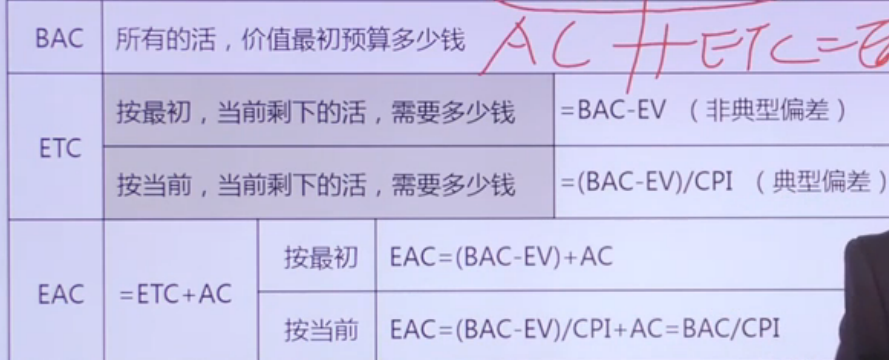 BAC 所有的活，价值最初预算多少钱 AC + ETC = E
ETC
按最初，当前剩下的活，需要多少钱 =BAC-EV （非典型偏差）
按当前，当前剩下的活，需要多少钱 =(BAC-EV)/CPI （典型偏差）
EAC =ETC+AC
按最初 EAC=(BAC-EV)+AC
按当前 EAC=(BAC-EV)/CPI+AC=BAC/CPI